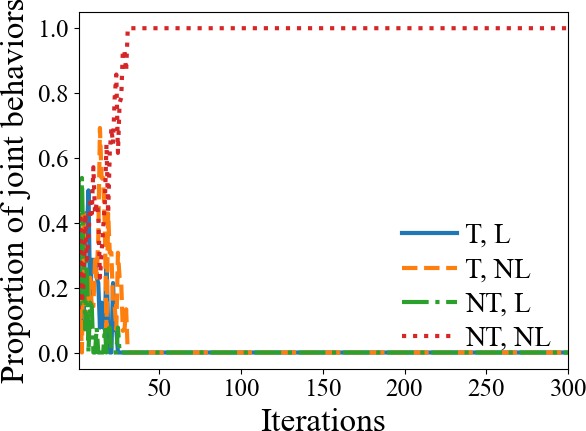 Proportion of joint behaviors
1.0
0.8
0.6
0.4
0.2
0.0
T, L
T, NL
NT, L
NT, NL
50
100
150
200
250
300
Iterations